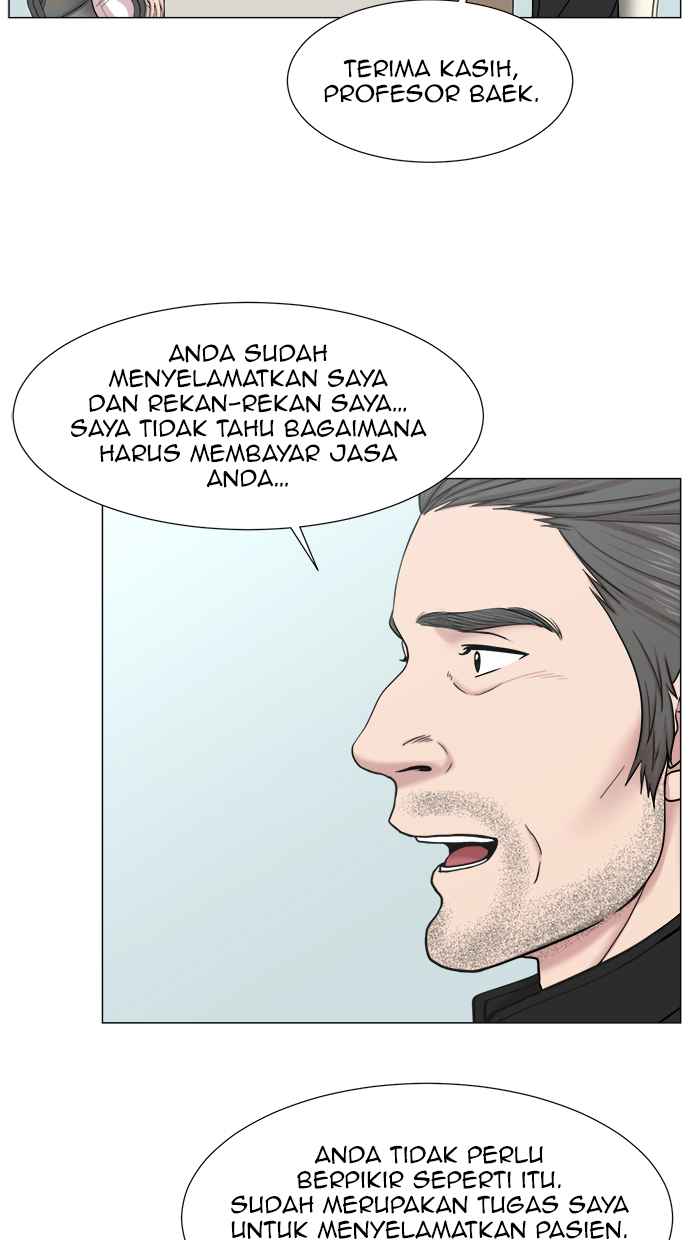 TERIMA KASIH,
PROFESOR BAEK.
ANDA SUDAH
MENYELAMATKAN SAYA
DAN REKAN-REKAN SAYA...
SAYA TIDAK TAHU BAGAIMANA
HARUS MEMBAYAR JASA
ANDA...
ANDA TIDAK PERLU
BERPIKIR SEPERTI ITU.
SUDAH MERUPAKAN TUGAS SAYA
UNTUK MENYELAMATKAN PASIEN.